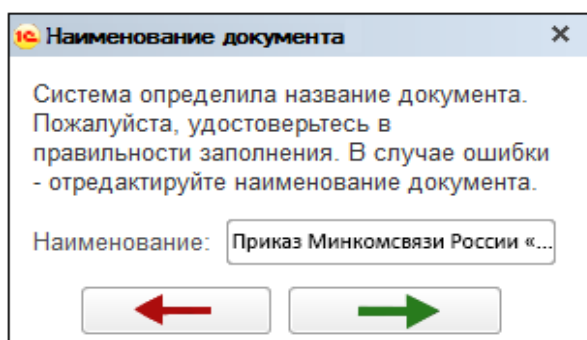 1С Наименование документа
Система определила название документа.
Пожалуйста, удостоверьтесь в
правильности заполнения. В случае ошибки
- отредактируйте наименование документа.
Наименование: Приказ Минкомсвязи России «...